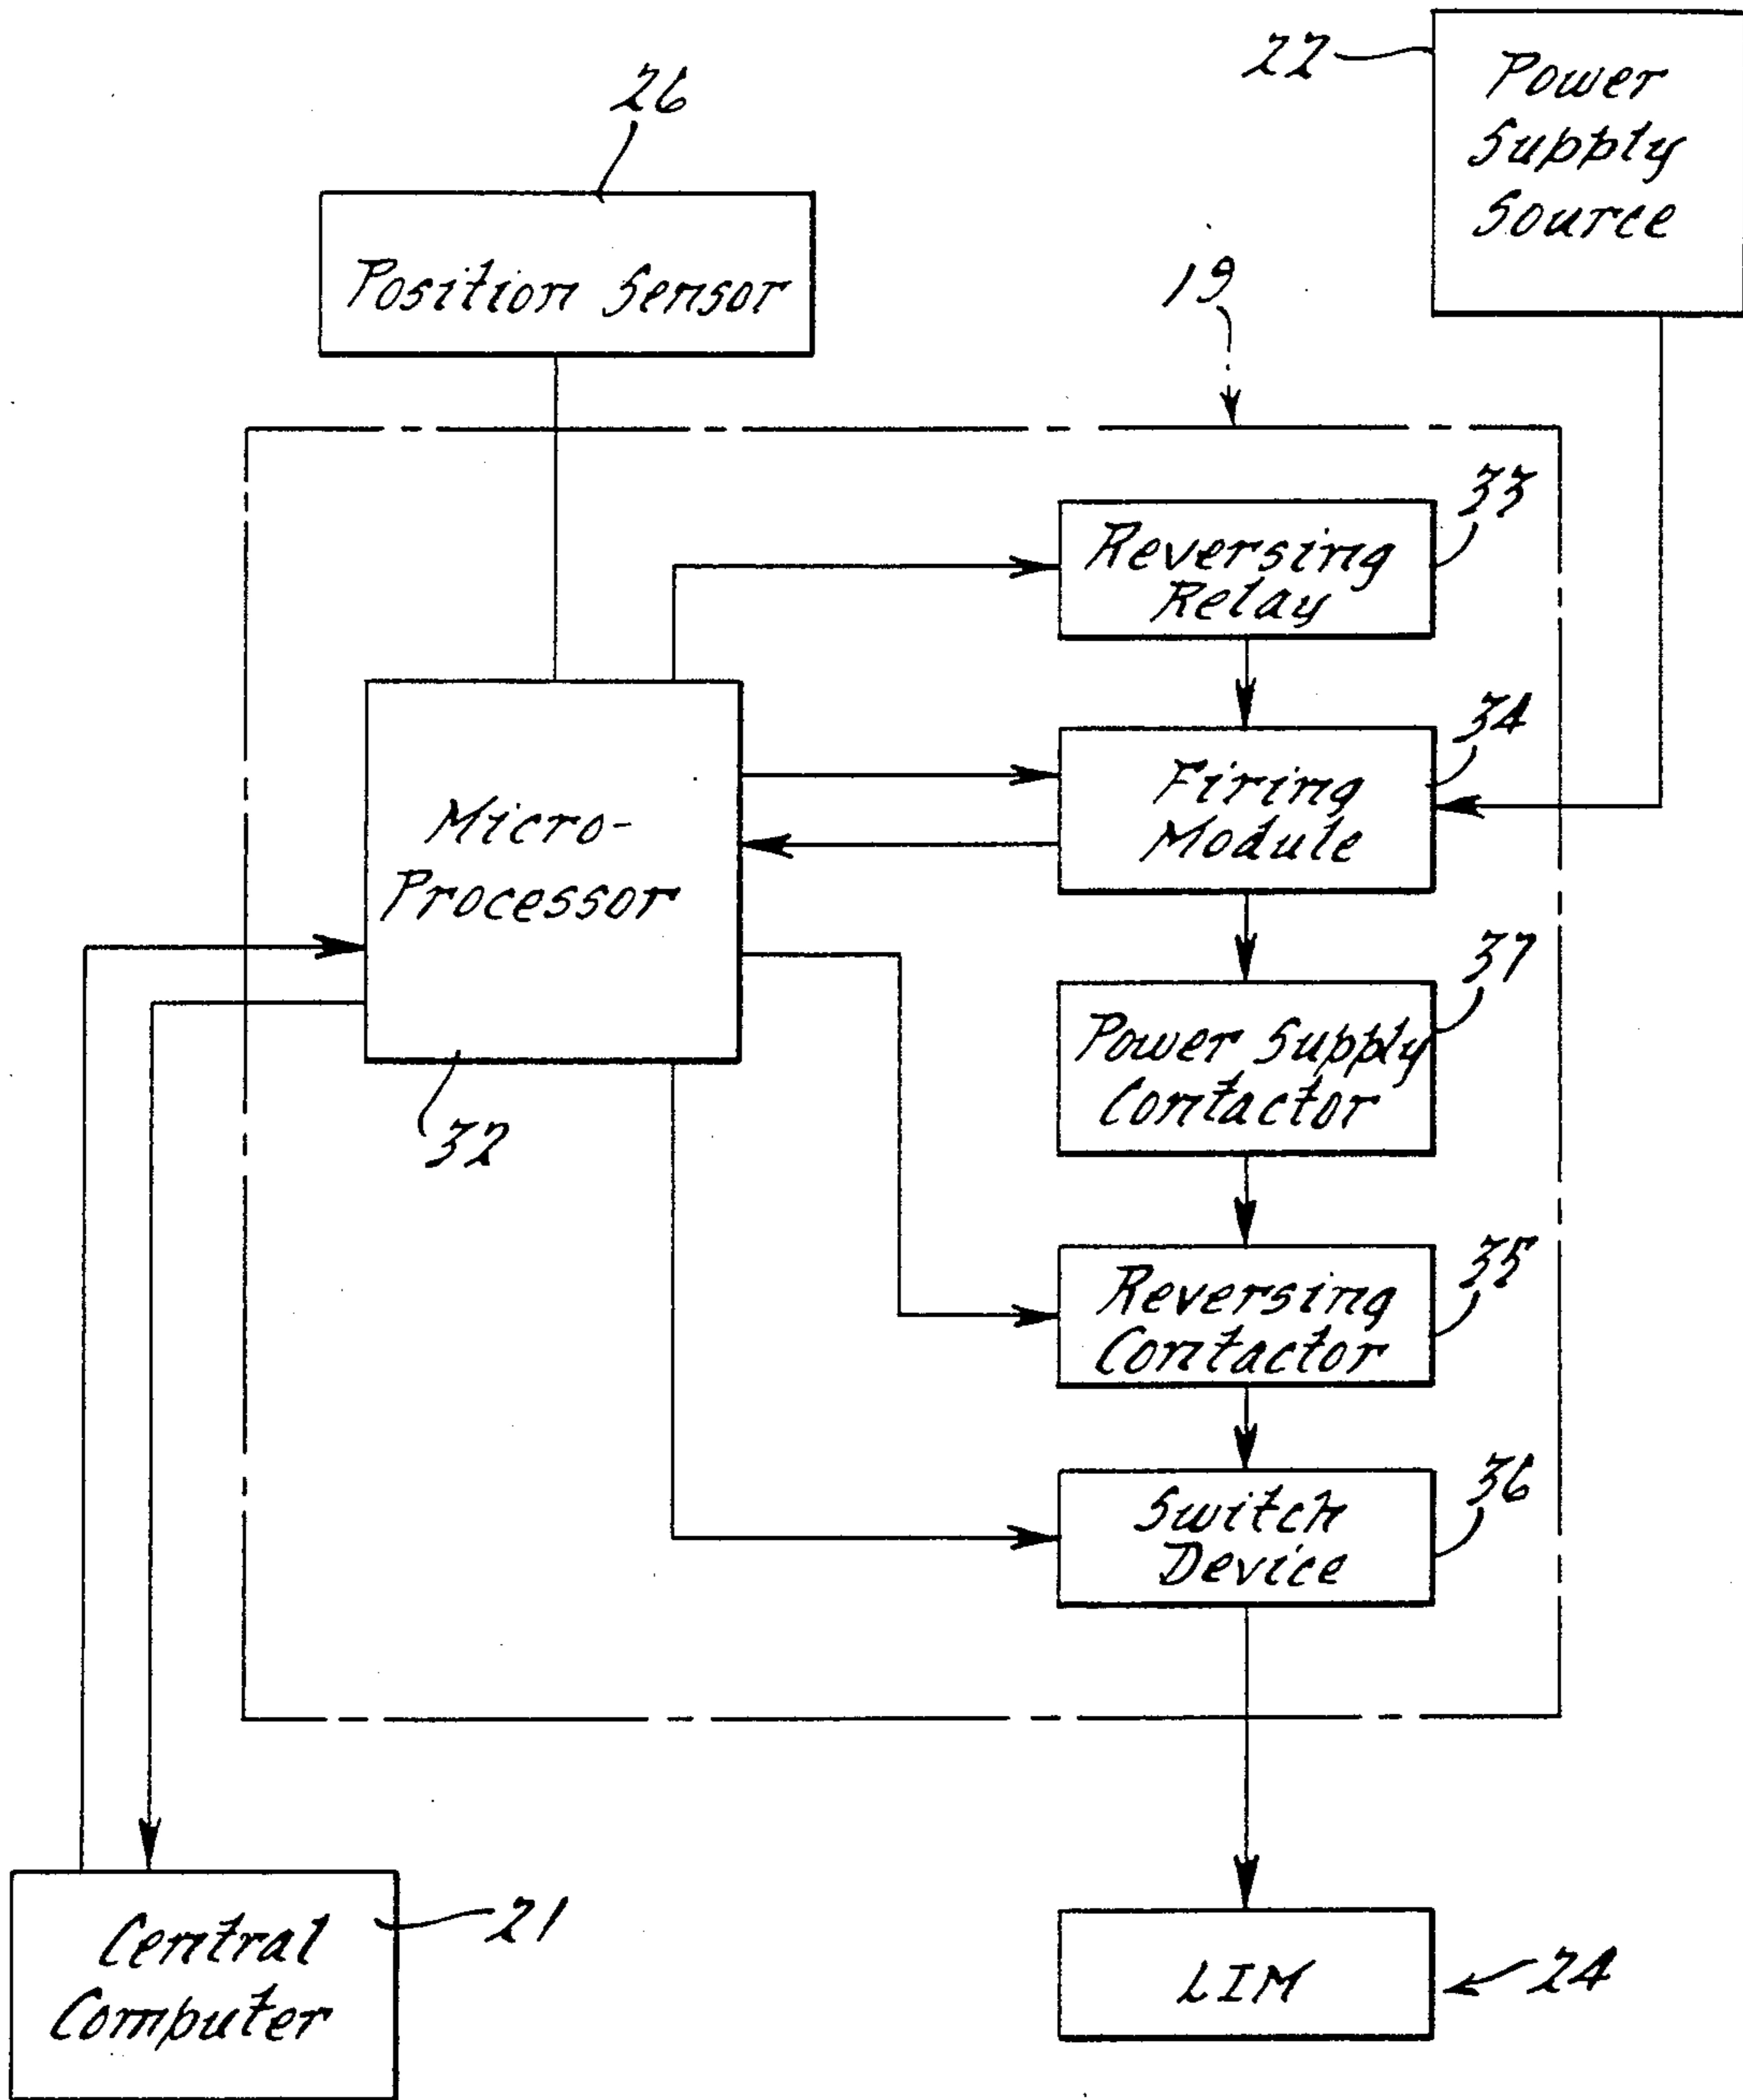 22
Power
Supply
Source
26
Position Sensor
19
33
Reversing
Relay
34
Firing
Module
Micro-
Processor
32
37
Power Supply
Contactor
35
Reversing
Contactor
36
Switch
Device
21
Central
Computer
LIM
24